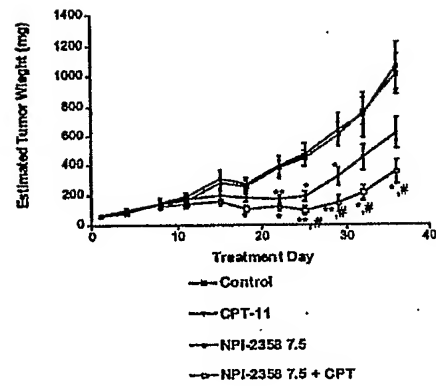 Estimated Tumor Wieght (mg)
1400
1200
1000
800
600
400
200
0
0 10 20 30 40
Treatment Day
Control
CPT-11
NPI-2358 7.5
NPI-2358 7.5 + CPT